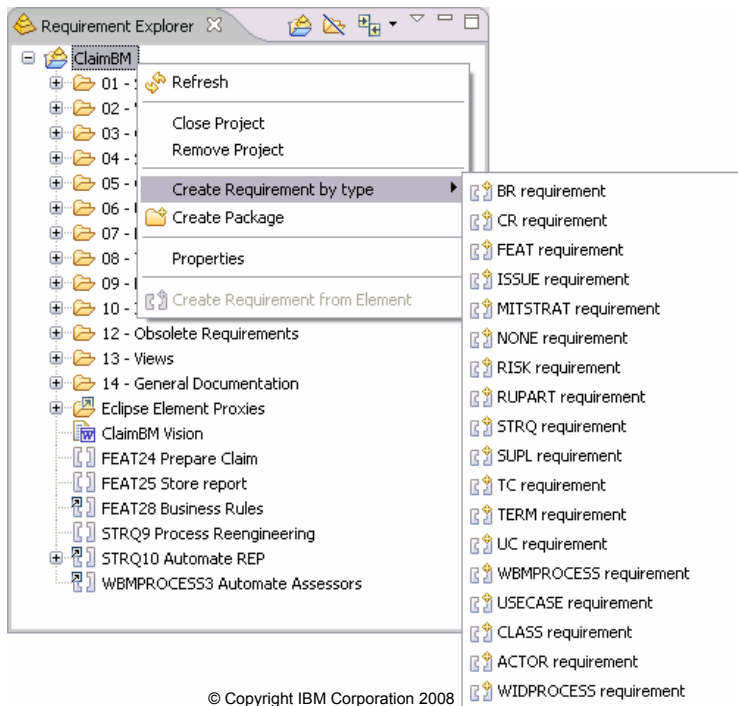 Requirement Explorer
ClaimBM
01 -
Refresh
02 -
03 -
Close Project
04 -
Remove Project
05 -
Create Requirement by type
06 -
Create Package
07 -
08 -
Properties
09 -
10 -
Create Requirement from Element
12 - Obsolete Requirements
13 - Views
14 - General Documentation
Eclipse Element Proxies
ClaimBM Vision
FEAT24 Prepare Claim
FEAT25 Store report
FEAT28 Business Rules
STRQ9 Process Reengineering
STRQ10 Automate REP
WBMPROCESS3 Automate Assessors
BR requirement
CR requirement
FEAT requirement
ISSUE requirement
MITSTRAT requirement
NONE requirement
RISK requirement
RUPART requirement
STRQ requirement
SUPL requirement
TC requirement
TERM requirement
UC requirement
WBMPROCESS requirement
USECASE requirement
CLASS requirement
ACTOR requirement
WIDPROCESS requirement
© Copyright IBM Corporation 2008